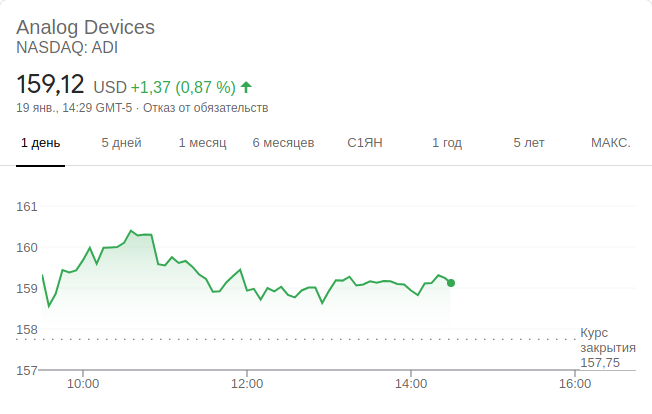 Analog Devices
NASDAQ: ADI
159,12 USD +1,37 (0,87 %)
19 янв., 14:29 GMT-5 · Отказ от обязательств
1 день 5 дней 1 месяц 6 месяцев С1ЯН 1 год 5 лет МАКС.
161
160
159
158
Курс
закрытия
157,75
157
10:00 12:00 14:00 16:00